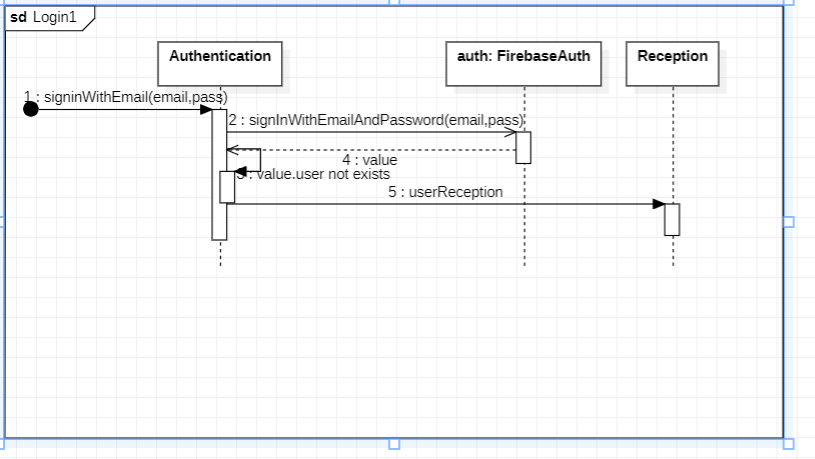 sd Login1
Authentication
auth: FirebaseAuth
Reception
1 : signinWithEmail(email,pass)
2 : signInWithEmailAndPassword(email,pass)
4 : value
3 : value.user not exists
5 : userReception